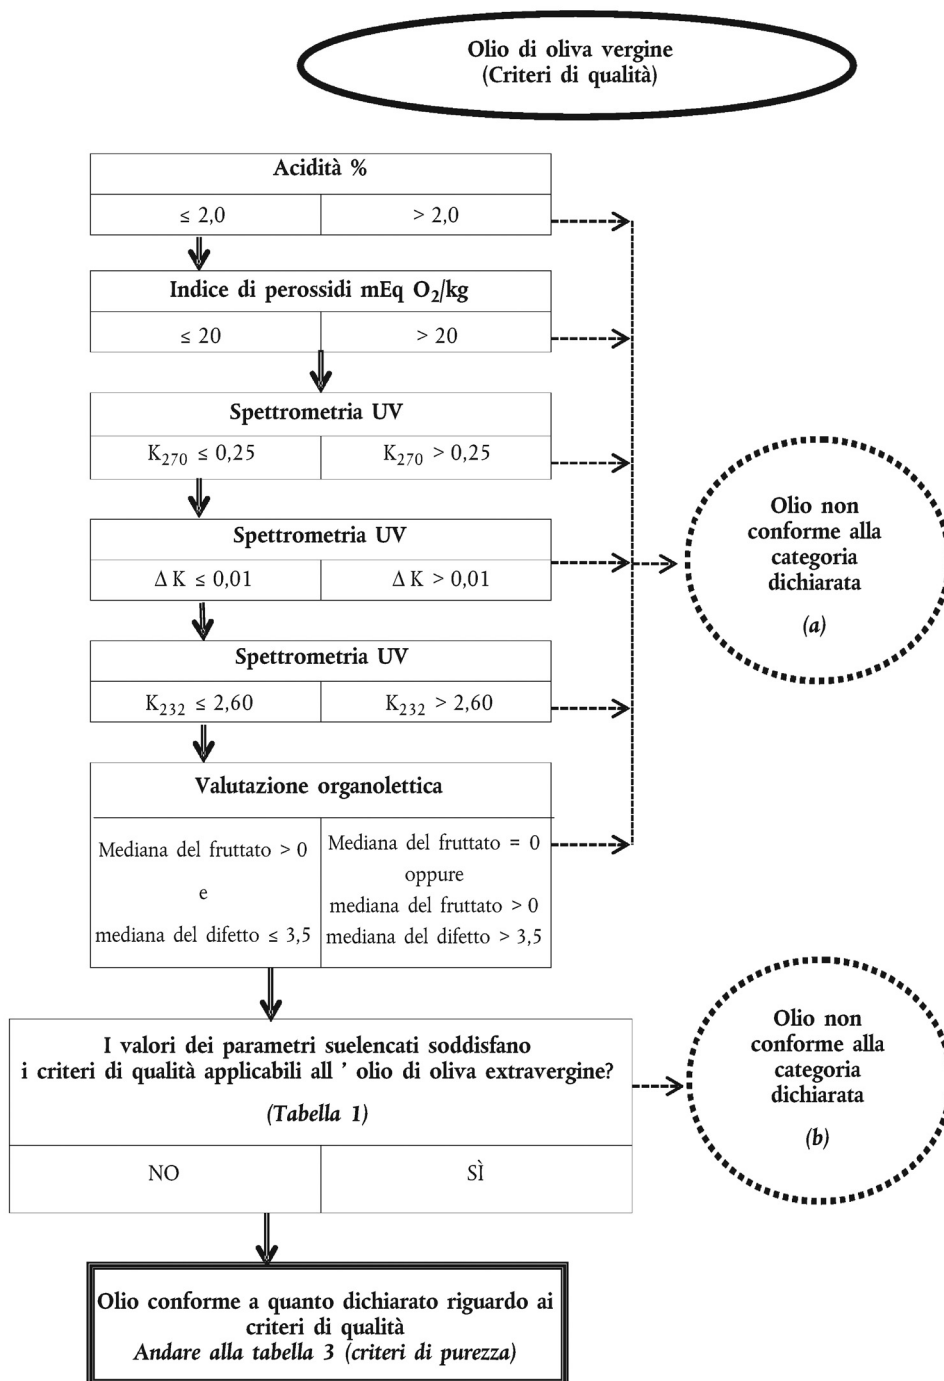 Olio di oliva vergine
(Criteri di qualità)
Acidità %
≤ 2,0
> 2,0
Indice di perossidi mEq O₂/kg
≤ 20
> 20
Spettrometria UV
K₂₇₀ ≤ 0,25
K₂₇₀ > 0,25
Spettrometria UV
Δ K ≤ 0,01
Δ K > 0,01
Spettrometria UV
K₂₃₂ ≤ 2,60
K₂₃₂ > 2,60
Valutazione organolettica
Mediana del fruttato > 0
e
mediana del difetto ≤ 3,5
Mediana del fruttato = 0
oppure
mediana del fruttato > 0
mediana del difetto > 3,5
Olio non
conforme alla
categoria
dichiarata
(a)
I valori dei parametri suelencati soddisfano
i criteri di qualità applicabili all ’ olio di oliva extravergine?
(Tabella 1)
NO
SÌ
Olio non
conforme alla
categoria
dichiarata
(b)
Olio conforme a quanto dichiarato riguardo ai
criteri di qualità
Andare alla tabella 3 (criteri di purezza)